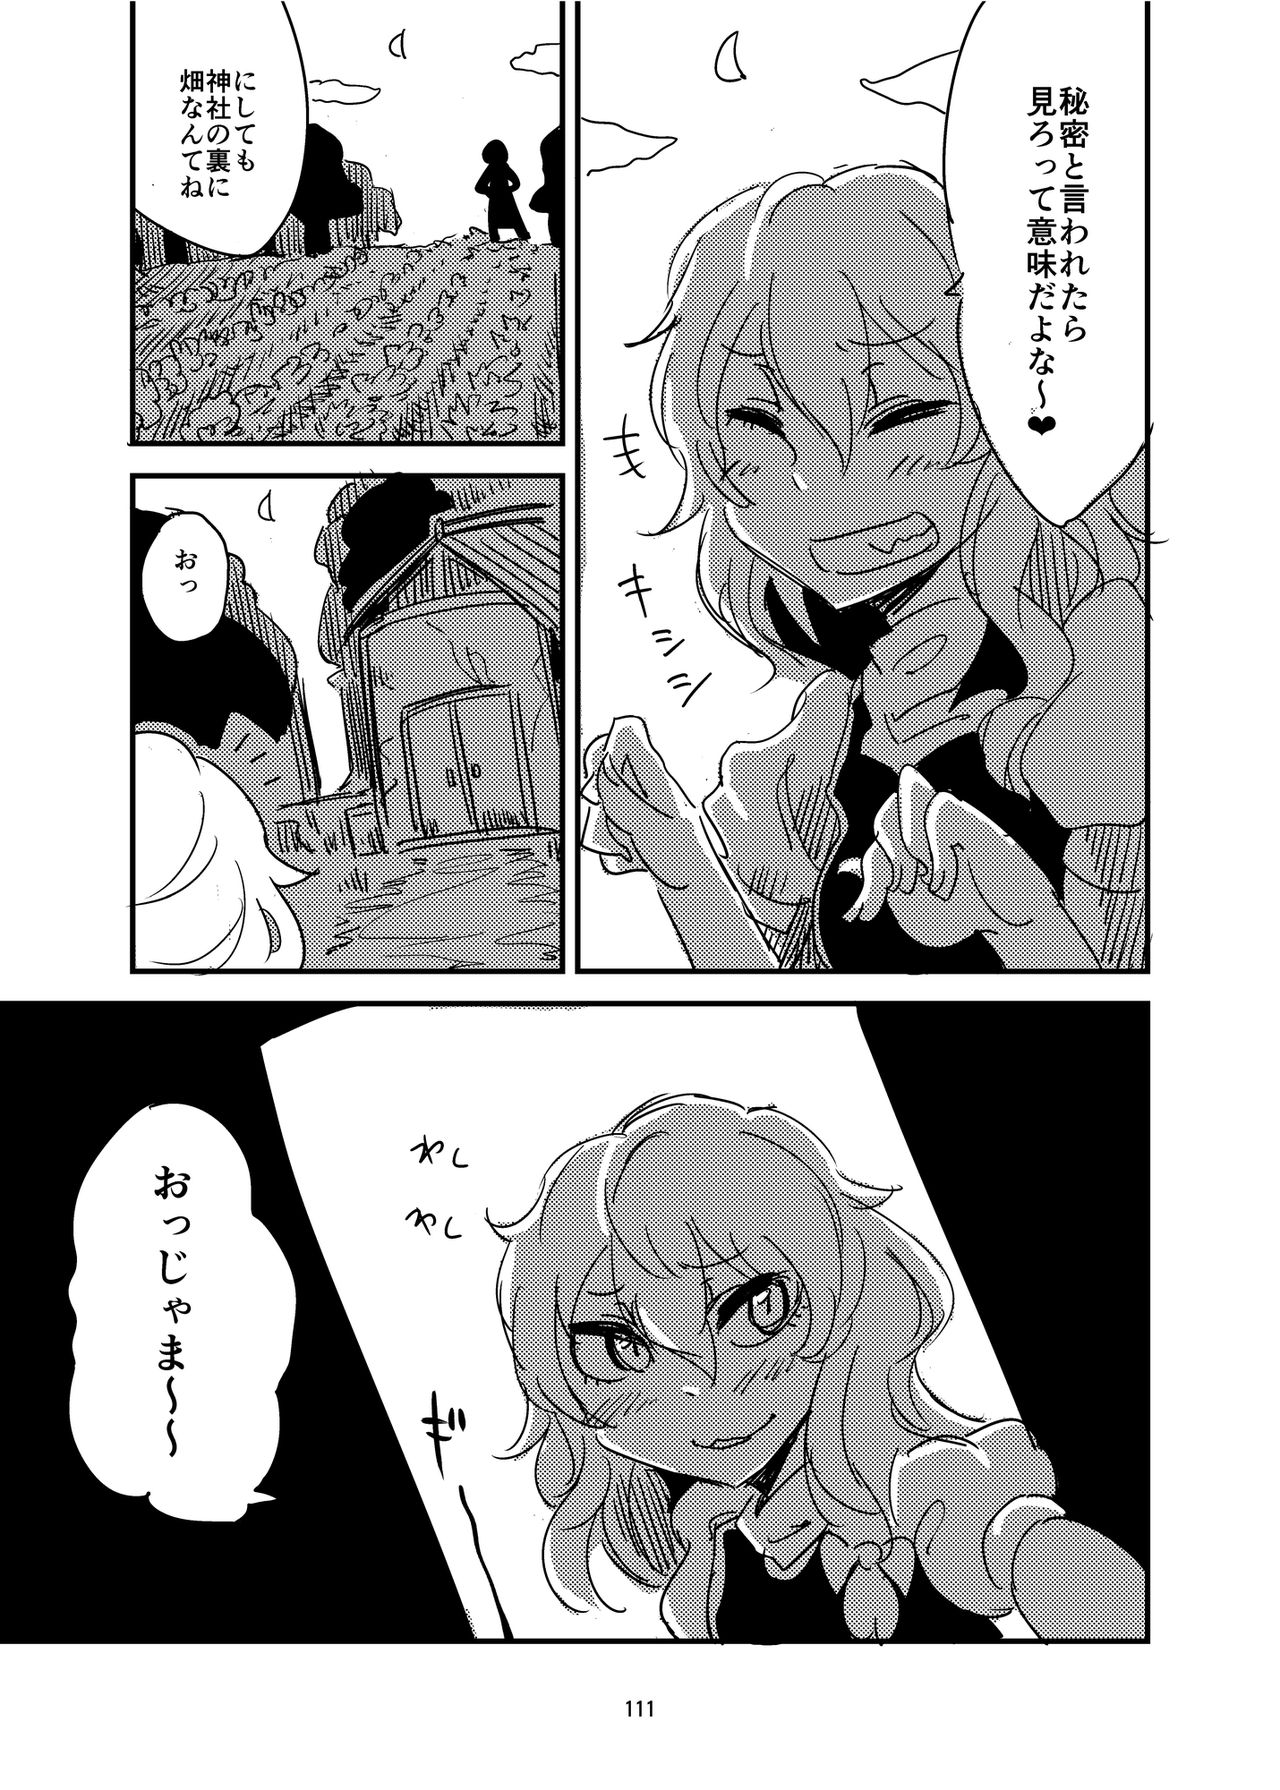 秘密と言われたら
見ろって意味だよな～❤
キシシ
にしても
神社の裏に
畑なんてね
おっ
わし
わし
ギ
おっじゃま～～
111